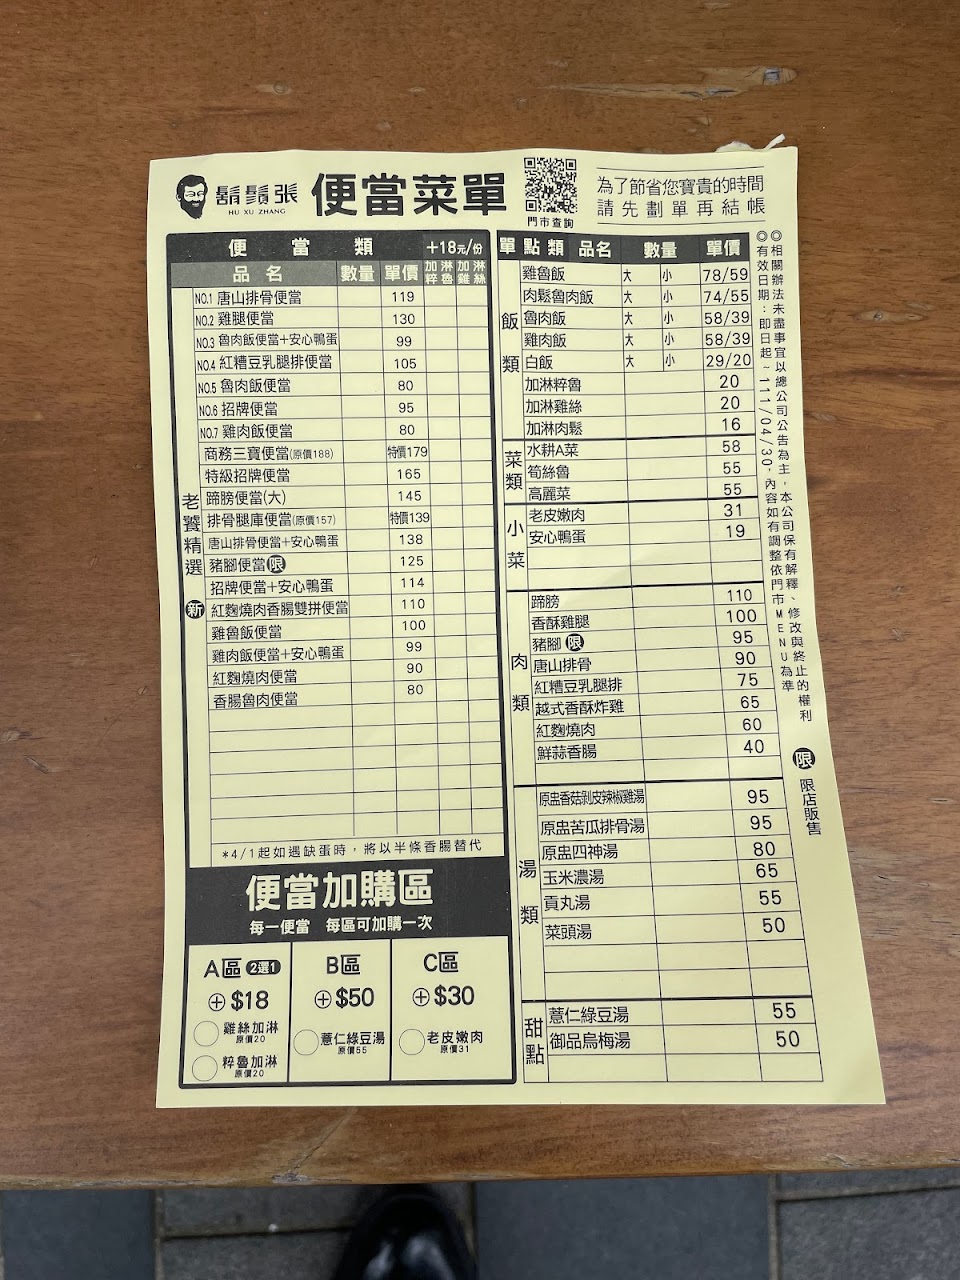 鬍鬚張
HU XU ZHANG
便當菜單
門市查詢
為了節省您寶貴的時間
請先劃單再結帳
便當類 +18元/份
品名 數量 單價 加淋粹魯 加淋雞絲
NO.1 唐山排骨便當 119
NO.2 雞腿便當 130
NO.3 魯肉飯便當+安心鴨蛋 99
NO.4 紅糟豆乳腿排便當 105
NO.5 魯肉飯便當 80
NO.6 招牌便當 95
NO.7 雞肉飯便當 80
老饕精選
商務三寶便當(原價188) 特價179
特級招牌便當 165
蹄膀便當(大) 145
排骨腿庫便當(原價157) 特價139
唐山排骨便當+安心鴨蛋 138
豬腳便當限 125
招牌便當+安心鴨蛋 114
新 紅麴燒肉香腸雙拼便當 110
雞魯飯便當 100
雞肉飯便當+安心鴨蛋 99
紅麴燒肉便當 90
香腸魯肉便當 80
*4/1起如遇缺蛋時，將以半條香腸替代
便當加購區
每一便當 每區可加購一次
A區 2選1
+$18
雞絲加淋
原價20
粹魯加淋
原價20
B區
+$50
薏仁綠豆湯
原價55
C區
+$30
老皮嫩肉
原價31
單點類 品名 數量 單價
飯類
雞魯飯 大 小 78/59
肉鬆魯肉飯 大 小 74/55
魯肉飯 大 小 58/39
雞肉飯 大 小 58/39
白飯 大 小 29/20
加淋粹魯 20
加淋雞絲 20
加淋肉鬆 16
菜類
水耕A菜 58
筍絲魯 55
高麗菜 55
小菜
老皮嫩肉 31
安心鴨蛋 19
肉類
蹄膀 110
香酥雞腿 100
豬腳 限 95
唐山排骨 90
紅糟豆乳腿排 75
越式香酥炸雞 65
紅麴燒肉 60
鮮蒜香腸 40
湯類
原盅香菇剝皮辣椒雞湯 95
原盅苦瓜排骨湯 95
原盅四神湯 80
玉米濃湯 65
貢丸湯 55
菜頭湯 50
甜點
薏仁綠豆湯 55
御品烏梅湯 50
◎相關辦法未盡事宜以總公司公告為主，本公司保有解釋、修改與終止的權利
◎有效日期：即日起~111/04/30，內容如有調整依門市MENU為準
限 限店販售